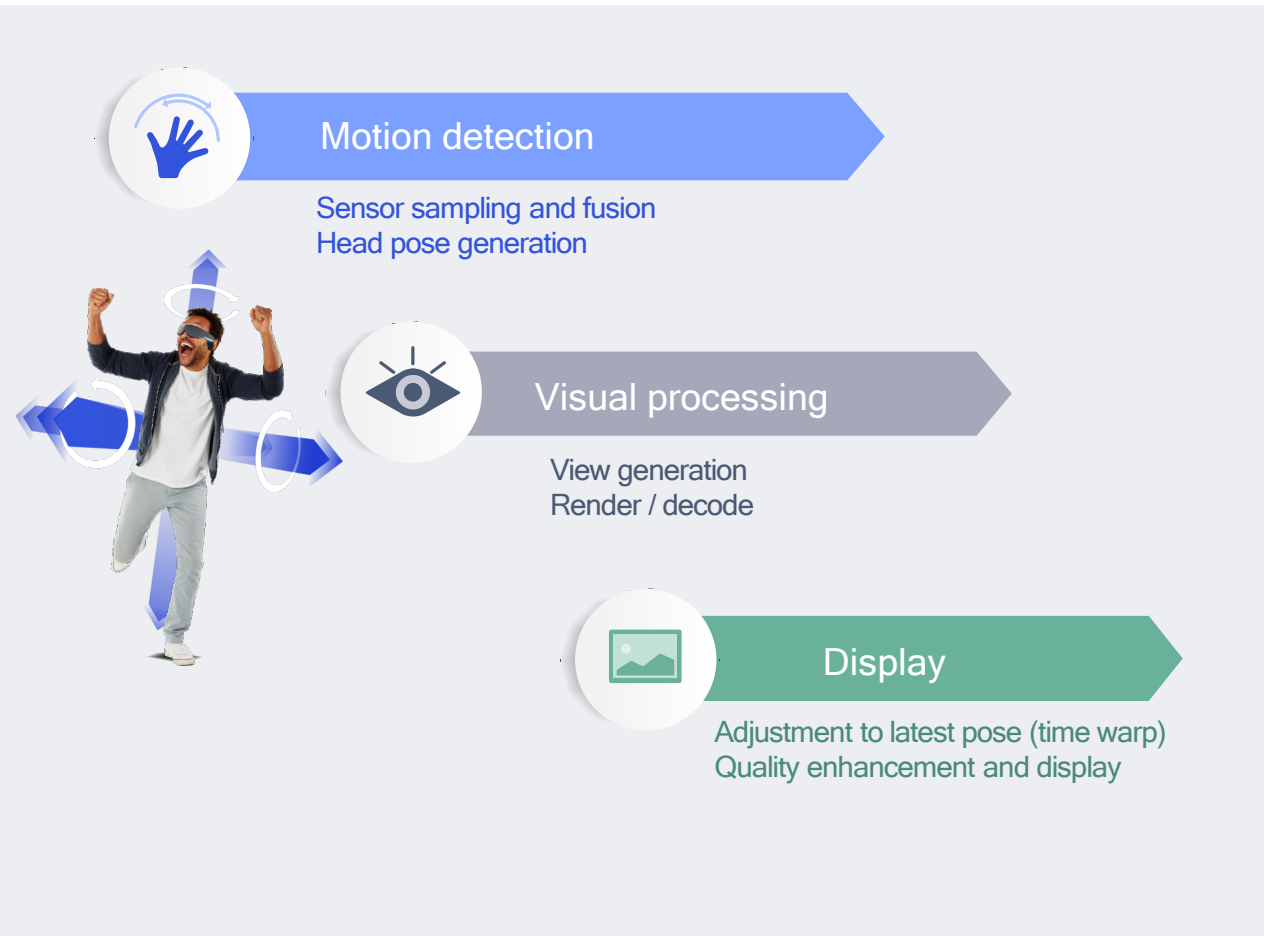 Motion detection
Sensor sampling and fusion
Head pose generation
Visual processing
View generation
Render / decode
Display
Adjustment to latest pose (time warp)
Quality enhancement and display